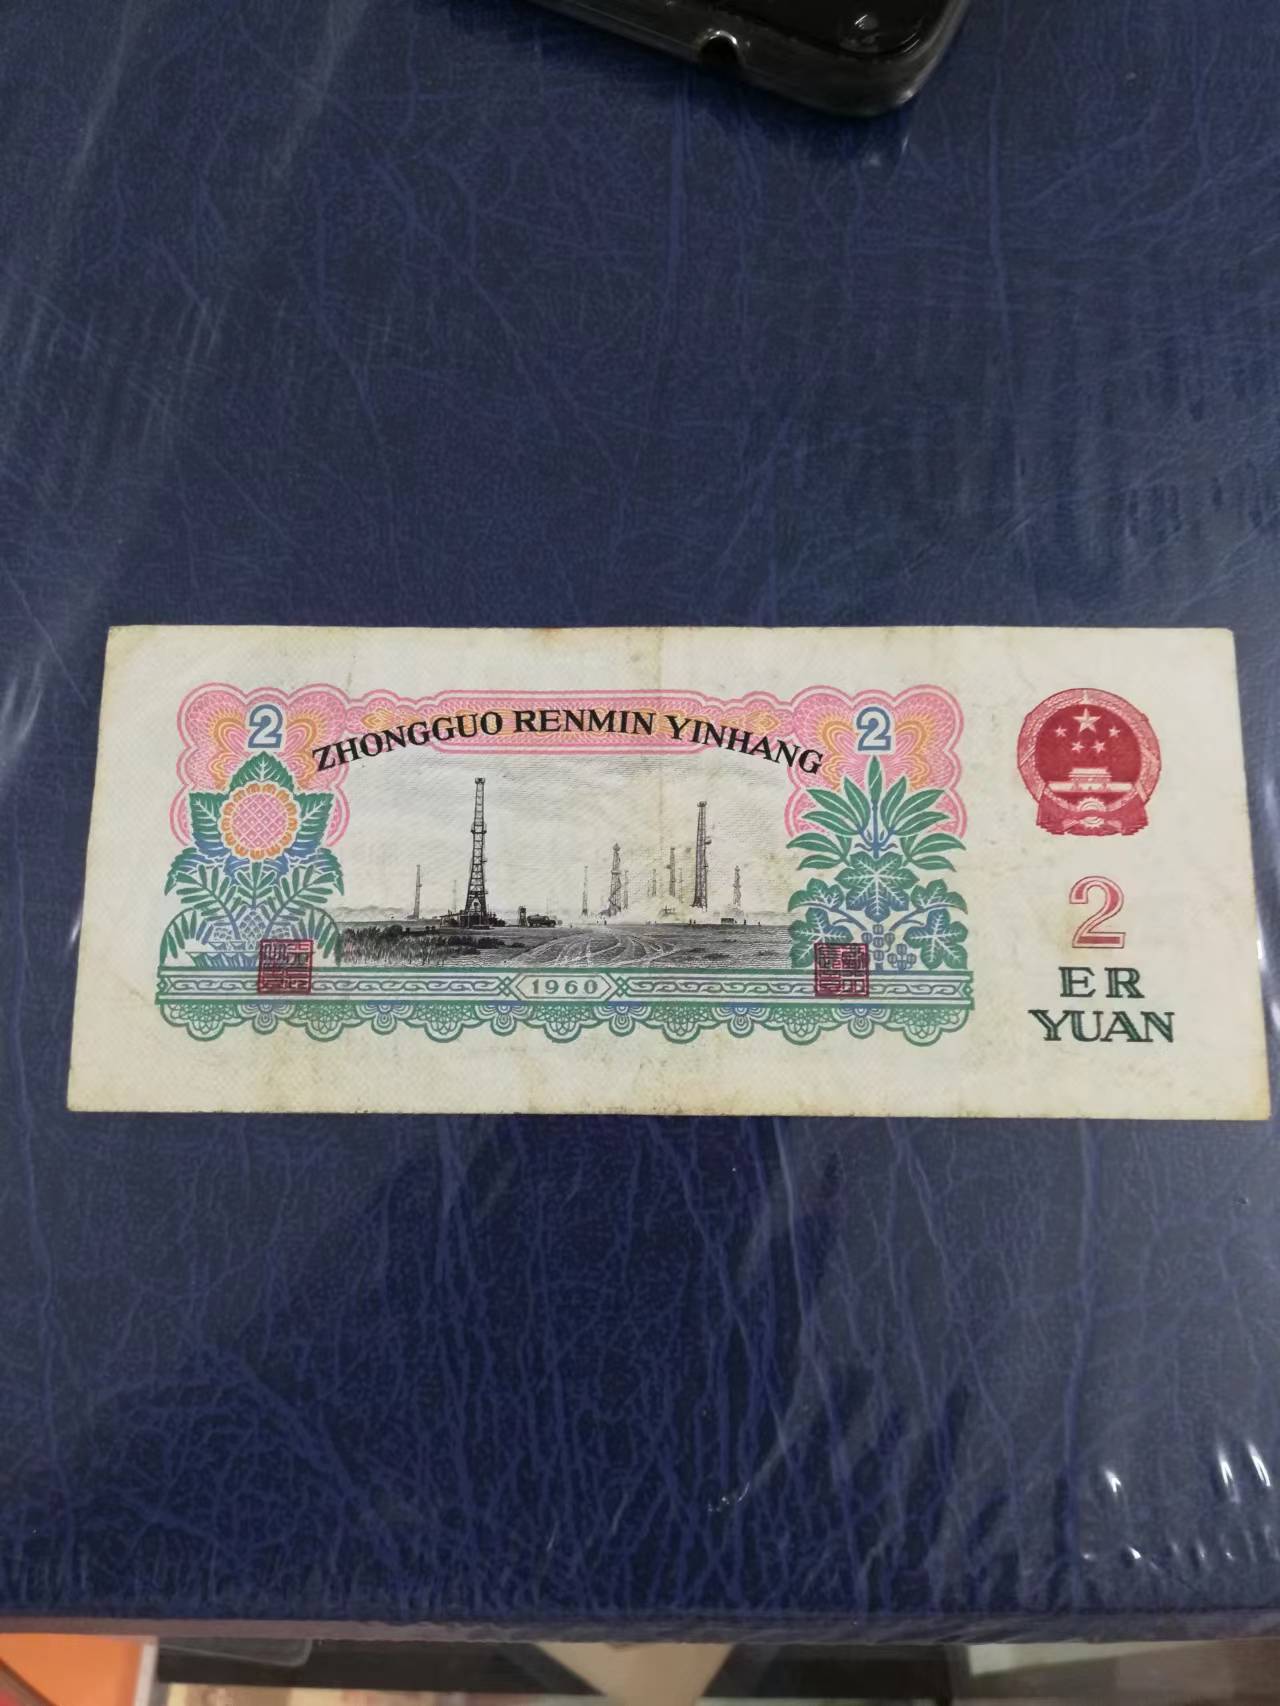 2
2
ZHONGGUO RENMIN YINHANG
1960
2
ER
YUAN